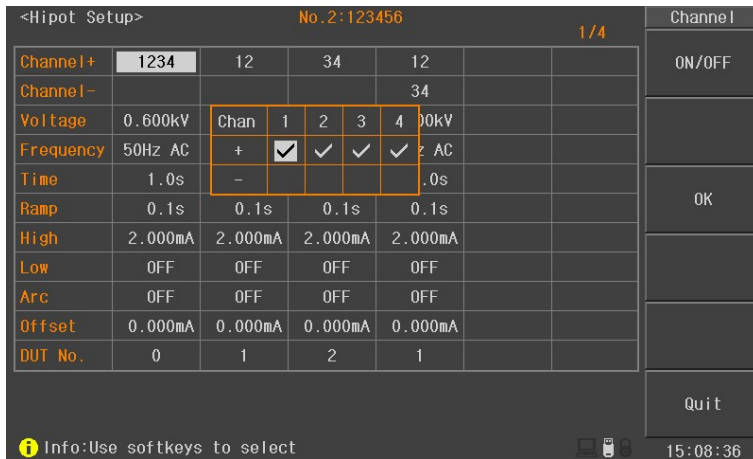 <Hipot Setup> No.2:123456 1/4 Channel
Channel+ 1234 12 34 12 ON/OFF
Channel- 34
Voltage 0.600kV Chan 1 2 3 4 00kV
Frequency 50Hz AC + z AC
Time 1.0s - .0s
Ramp 0.1s 0.1s 0.1s 0.1s OK
High 2.000mA 2.000mA 2.000mA 2.000mA
Low OFF OFF OFF OFF
Arc OFF OFF OFF OFF
Offset 0.000mA 0.000mA 0.000mA 0.000mA
DUT No. 0 1 2 1
Quit
Info:Use softkeys to select 15:08:36